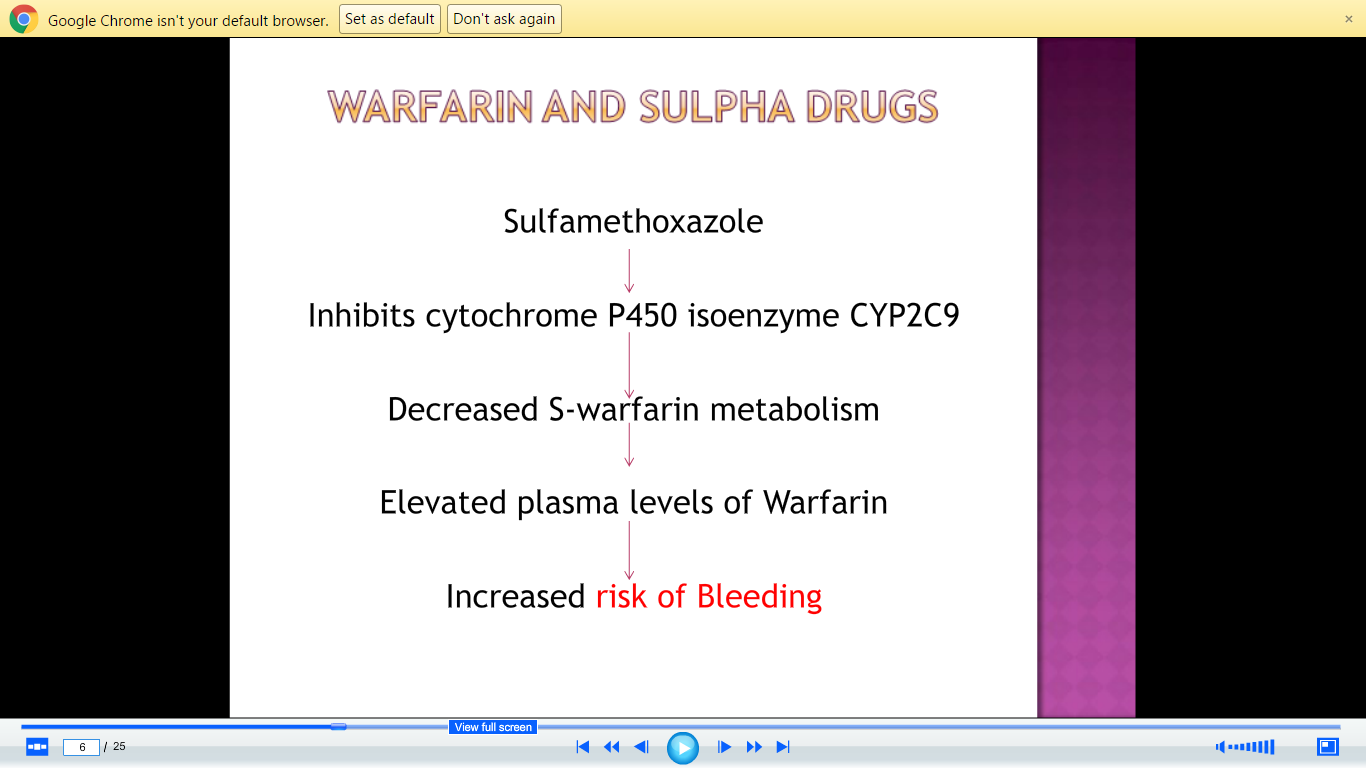 Google Chrome isn't your default browser. Set as default Don't ask again ×
WARFARIN AND SULPHA DRUGS
Sulfamethoxazole
Inhibits cytochrome P450 isoenzyme CYP2C9
Decreased S-warfarin metabolism
Elevated plasma levels of Warfarin
Increased risk of Bleeding
View full screen
6 / 25